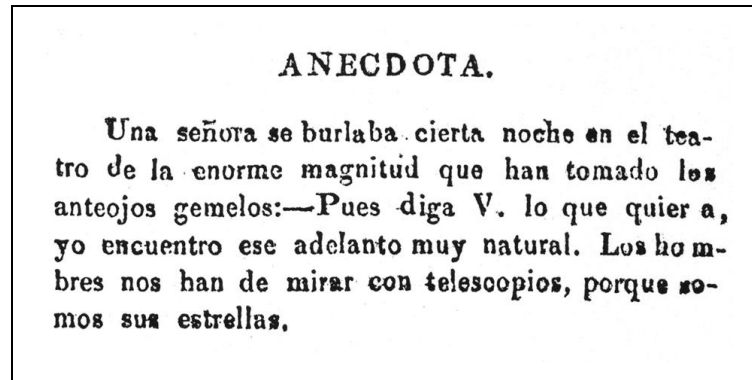 ANECDOTA.
Una señora se burlaba cierta noche en el tea-
tro de la enorme magnitud que han tomado los
anteojos gemelos:—Pues diga V. lo que quier a,
yo encuentro ese adelanto muy natural. Los ho m-
bres nos han de mirar con telescopios, porque so-
mos sus estrellas.